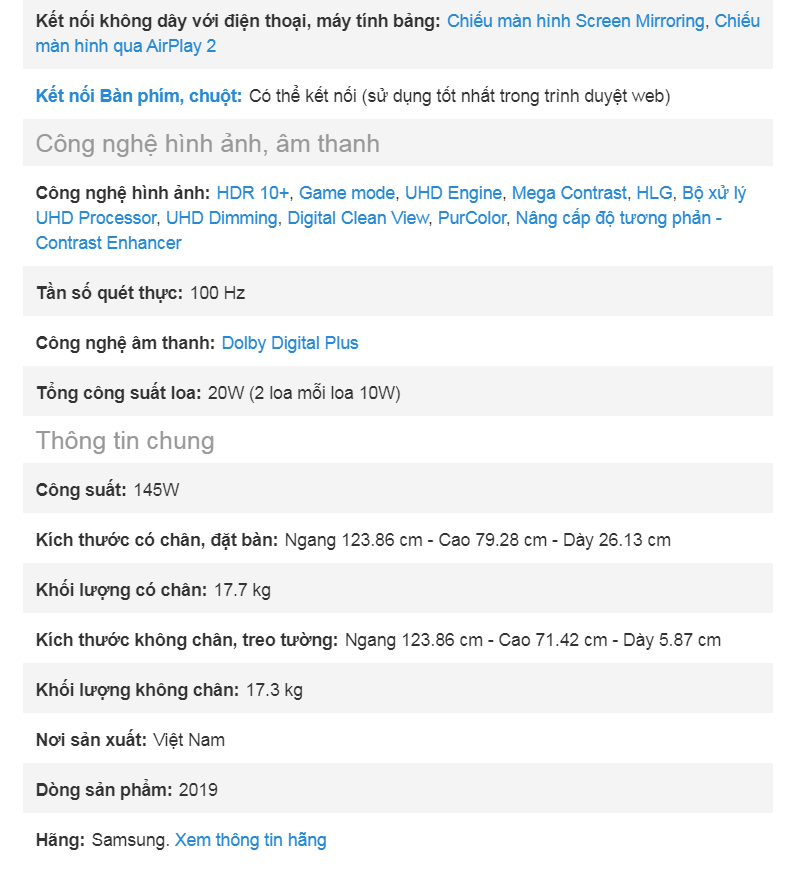 Kết nối không dây với điện thoại, máy tính bảng: Chiếu màn hình Screen Mirroring, Chiếu
màn hình qua AirPlay 2
Kết nối Bàn phím, chuột: Có thể kết nối (sử dụng tốt nhất trong trình duyệt web)
Công nghệ hình ảnh, âm thanh
Công nghệ hình ảnh: HDR 10+, Game mode, UHD Engine, Mega Contrast, HLG, Bộ xử lý
UHD Processor, UHD Dimming, Digital Clean View, PurColor, Nâng cấp độ tương phản -
Contrast Enhancer
Tần số quét thực: 100 Hz
Công nghệ âm thanh: Dolby Digital Plus
Tổng công suất loa: 20W (2 loa mỗi loa 10W)
Thông tin chung
Công suất: 145W
Kích thước có chân, đặt bàn: Ngang 123.86 cm - Cao 79.28 cm - Dày 26.13 cm
Khối lượng có chân: 17.7 kg
Kích thước không chân, treo tường: Ngang 123.86 cm - Cao 71.42 cm - Dày 5.87 cm
Khối lượng không chân: 17.3 kg
Nơi sản xuất: Việt Nam
Dòng sản phẩm: 2019
Hãng: Samsung. Xem thông tin hãng